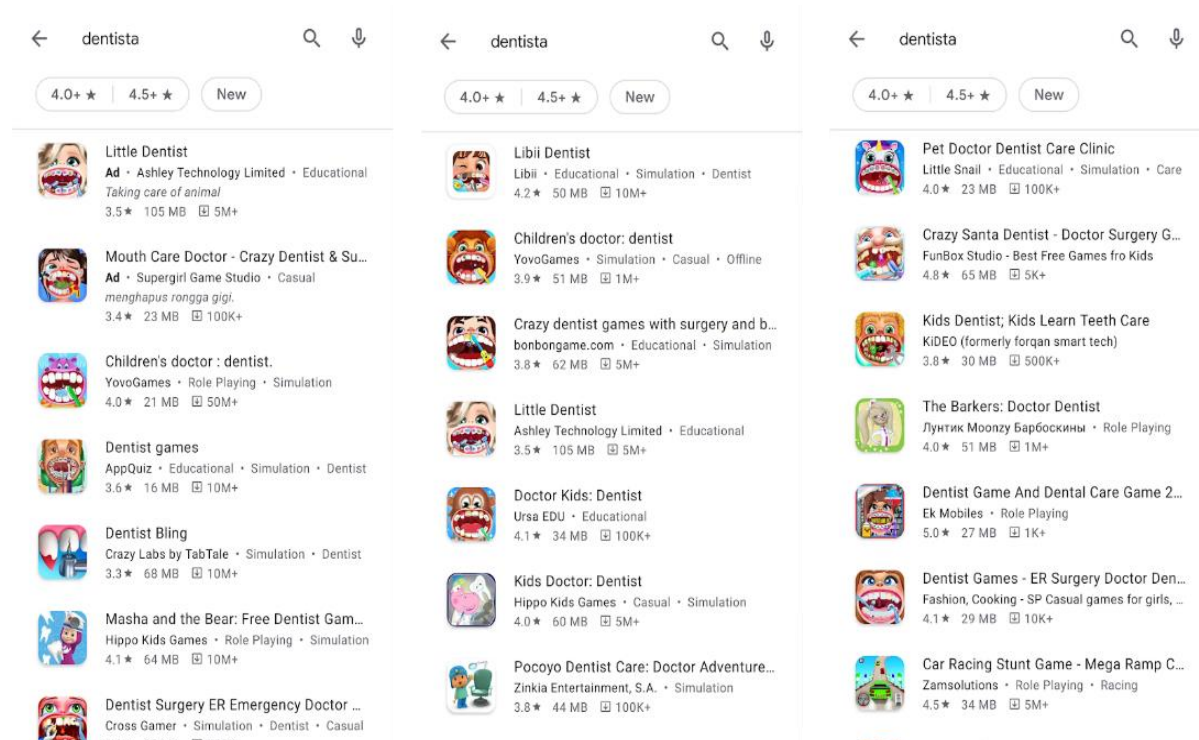 dentista
4.0+ ★ 4.5+ ★ New
Little Dentist
Ad • Ashley Technology Limited • Educational
Taking care of animal
3.5★ 105 MB 5M+
Mouth Care Doctor - Crazy Dentist & Su...
Ad • Supergirl Game Studio • Casual
menghapus rongga gigi.
3.4★ 23 MB 100K+
Children's doctor : dentist.
YovoGames • Role Playing • Simulation
4.0★ 21 MB 50M+
Dentist games
AppQuiz • Educational • Simulation • Dentist
3.6★ 16 MB 10M+
Dentist Bling
Crazy Labs by TabTale • Simulation • Dentist
3.3★ 68 MB 10M+
Masha and the Bear: Free Dentist Gam...
Hippo Kids Games • Role Playing • Simulation
4.1★ 64 MB 10M+
Dentist Surgery ER Emergency Doctor ...
Cross Gamer • Simulation • Dentist • Casual
dentista
4.0+ ★ 4.5+ ★ New
Libii Dentist
Libii • Educational • Simulation • Dentist
4.2★ 50 MB 10M+
Children's doctor: dentist
YovoGames • Simulation • Casual • Offline
3.9★ 51 MB 1M+
Crazy dentist games with surgery and b...
bonbongame.com • Educational • Simulation
3.8★ 62 MB 5M+
Little Dentist
Ashley Technology Limited • Educational
3.5★ 105 MB 5M+
Doctor Kids: Dentist
Ursa EDU • Educational
4.1★ 34 MB 100K+
Kids Doctor: Dentist
Hippo Kids Games • Casual • Simulation
4.0★ 60 MB 5M+
Pocoyo Dentist Care: Doctor Adventure...
Zinkia Entertainment, S.A. • Simulation
3.8★ 44 MB 100K+
dentista
4.0+ ★ 4.5+ ★ New
Pet Doctor Dentist Care Clinic
Little Snail • Educational • Simulation • Care
4.0★ 23 MB 100K+
Crazy Santa Dentist - Doctor Surgery G...
FunBox Studio - Best Free Games fro Kids
4.8★ 65 MB 5K+
Kids Dentist; Kids Learn Teeth Care
KiDEO (formerly forqan smart tech)
3.8★ 30 MB 500K+
The Barkers: Doctor Dentist
Лунтик Moonzy Барбоскины • Role Playing
4.0★ 51 MB 1M+
Dentist Game And Dental Care Game 2...
Ek Mobiles • Role Playing
5.0★ 27 MB 1K+
Dentist Games - ER Surgery Doctor Den...
Fashion, Cooking - SP Casual games for girls, ...
4.1★ 29 MB 10K+
Car Racing Stunt Game - Mega Ramp C...
Zamsolutions • Role Playing • Racing
4.5★ 34 MB 5M+